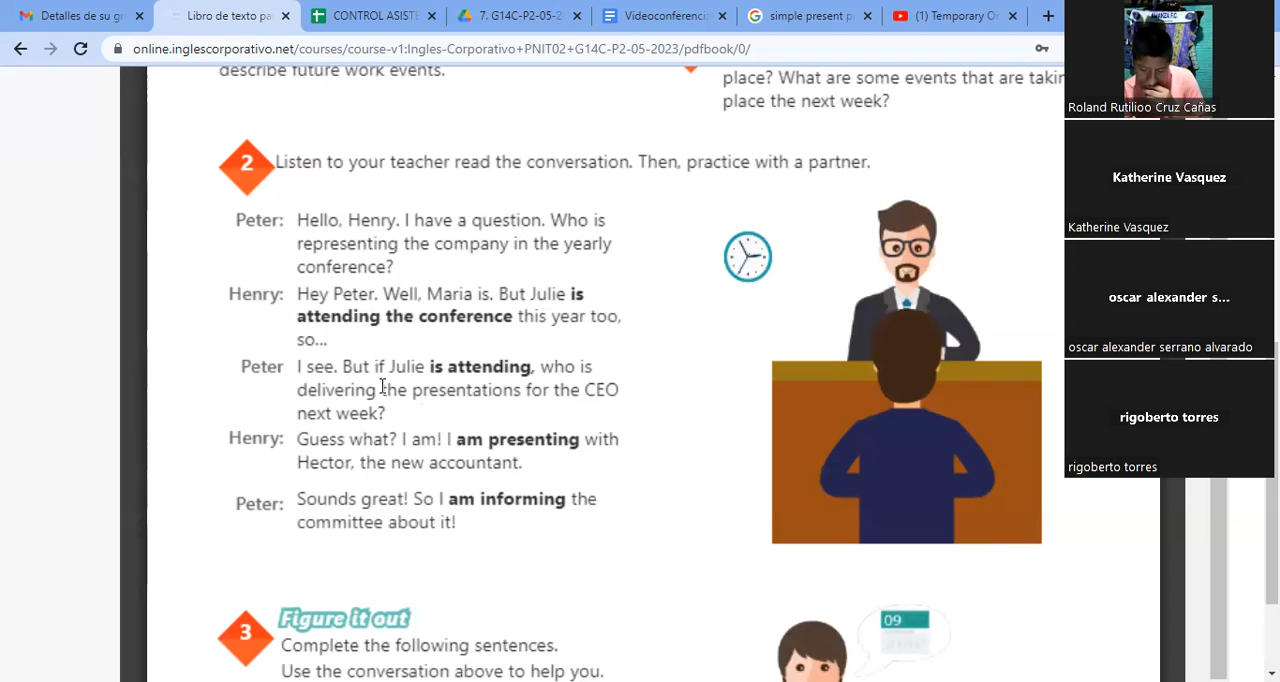 Detalles de su gr
Libro de texto pa
CONTROL ASIST
7. G14C-P2-05-2
Videoconferenci
simple present p
(1) Temporary O
online.inglescorporativo.net/courses/course-v1:Ingles-Corporativo+PNIT02+G14C-P2-05-2023/pdfbook/0/
describe future work events.
place? What are some events that are takin
place the next week?
2 Listen to your teacher read the conversation. Then, practice with a partner.
Peter: Hello, Henry. I have a question. Who is
representing the company in the yearly
conference?
Henry: Hey Peter. Well, Maria is. But Julie is
attending the conference this year too,
so...
Peter I see. But if Julie is attending, who is
delivering the presentations for the CEO
next week?
Henry: Guess what? I am! I am presenting with
Hector, the new accountant.
Peter: Sounds great! So I am informing the
committee about it!
3 Figure it out
Complete the following sentences.
Use the conversation above to help you.
09
Roland Rutilioo Cruz Cañas
Katherine Vasquez
Katherine Vasquez
oscar alexander s...
oscar alexander serrano alvarado
rigoberto torres
rigoberto torres